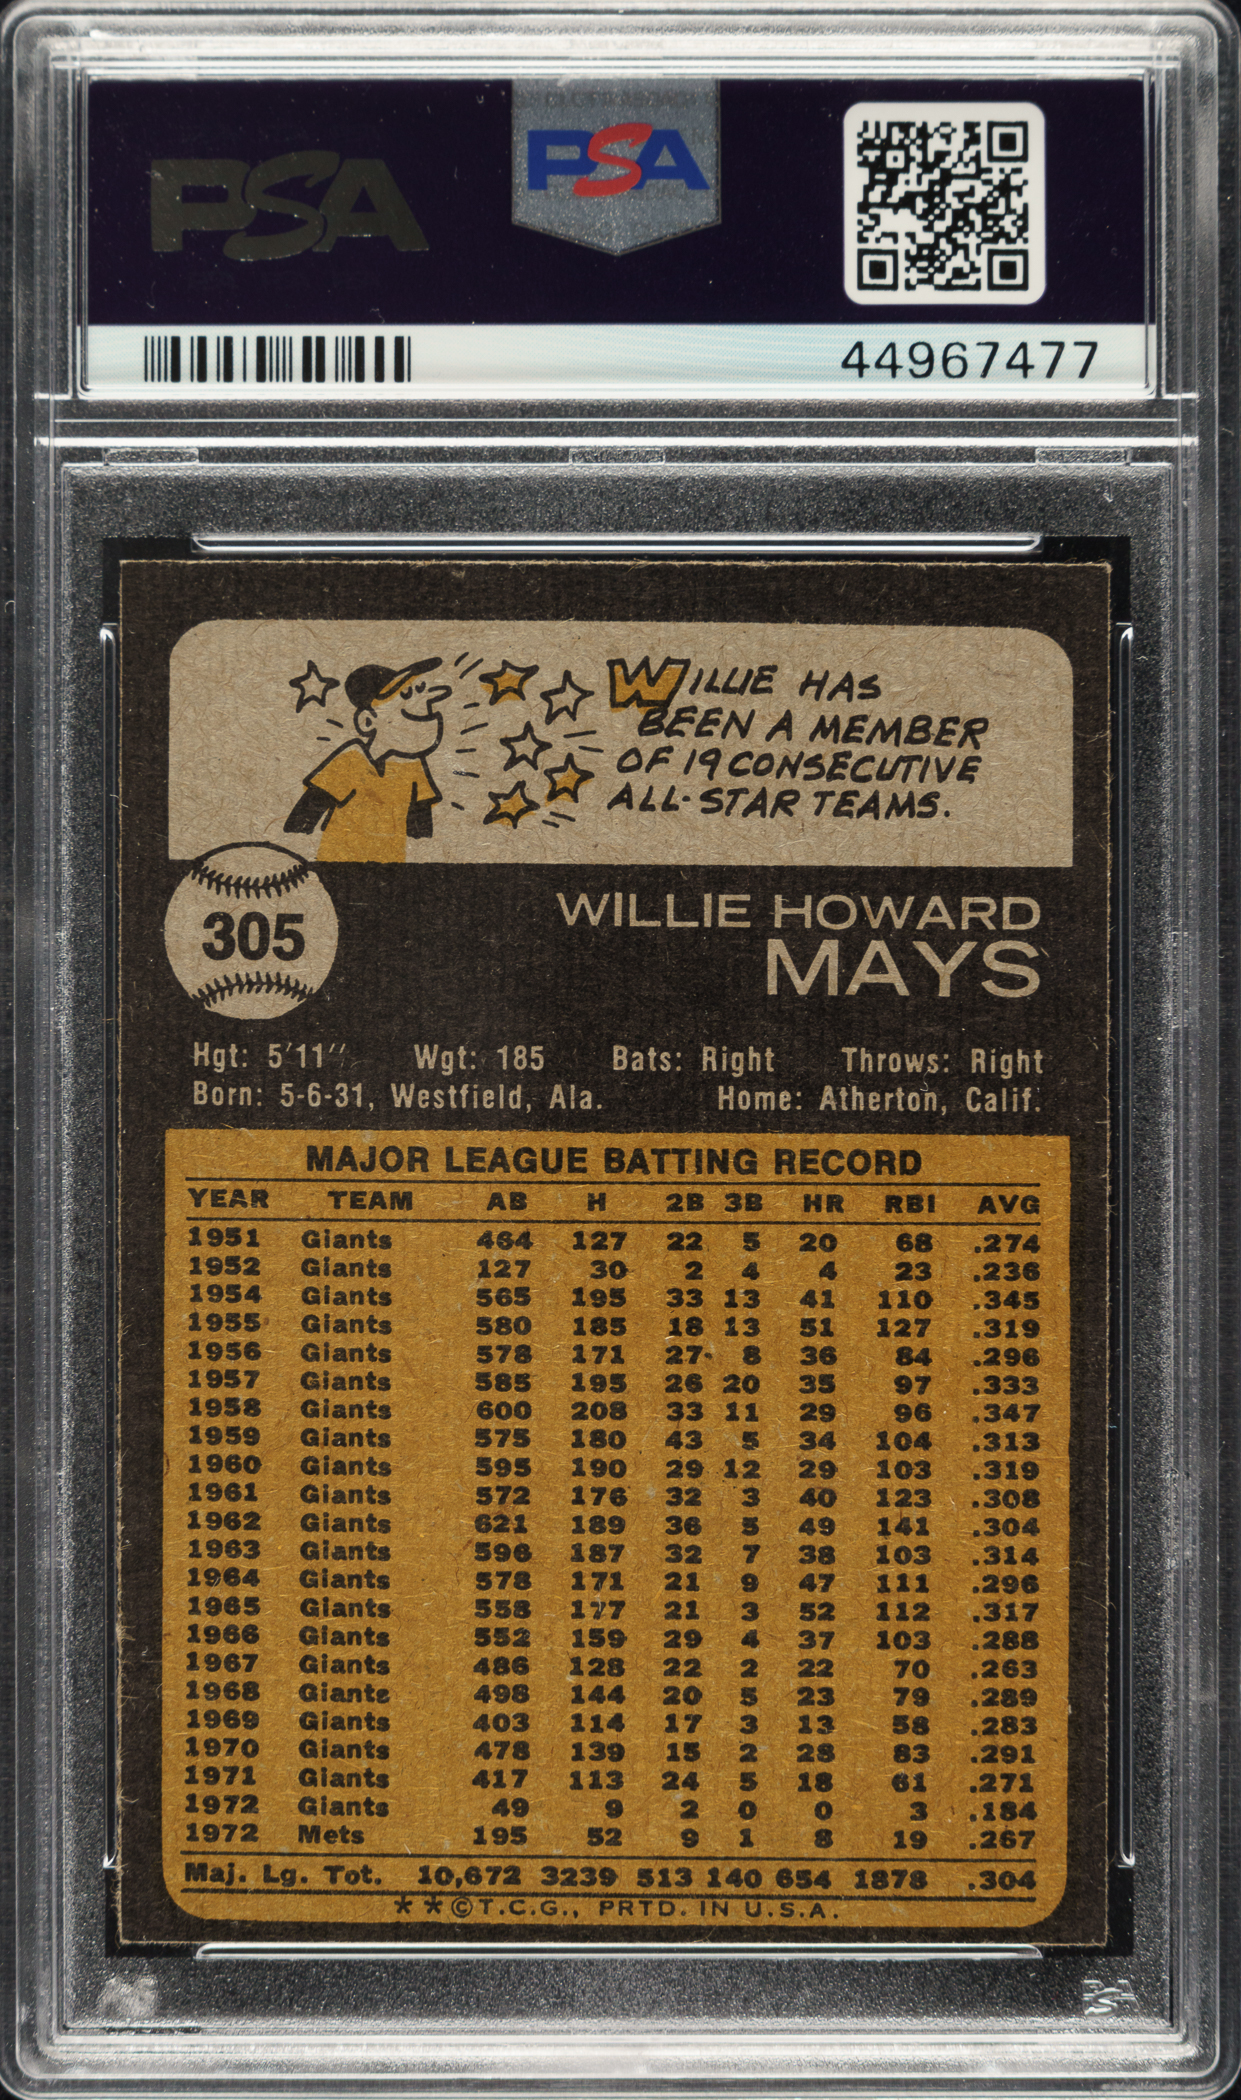 PSA
PSA
44967477
WILLIE HAS
BEEN A MEMBER
OF 19 CONSECUTIVE
ALL-STAR TEAMS.
305
WILLIE HOWARD
MAYS
Hgt: 5'11" Wgt: 185 Bats: Right Throws: Right
Born: 5-6-31, Westfield, Ala. Home: Atherton, Calif.
MAJOR LEAGUE BATTING RECORD
YEAR TEAM AB H 2B 3B HR RBI AVG
1951 Giants 464 127 22 5 20 68 .274
1952 Giants 127 30 2 4 4 23 .236
1954 Giants 565 195 33 13 41 110 .345
1955 Giants 580 185 18 13 51 127 .319
1956 Giants 578 171 27 8 36 84 .296
1957 Giants 585 195 26 20 35 97 .333
1958 Giants 600 208 33 11 29 96 .347
1959 Giants 575 180 43 5 34 104 .313
1960 Giants 595 190 29 12 29 103 .319
1961 Giants 572 176 32 3 40 123 .308
1962 Giants 621 189 36 5 49 141 .304
1963 Giants 596 187 32 7 38 103 .314
1964 Giants 578 171 21 9 47 111 .296
1965 Giants 558 177 21 3 52 112 .317
1966 Giants 552 159 29 4 37 103 .288
1967 Giants 486 128 22 2 22 70 .263
1968 Giants 498 144 20 5 23 79 .289
1969 Giants 403 114 17 3 13 58 .283
1970 Giants 478 139 15 2 28 83 .291
1971 Giants 417 113 24 5 18 61 .271
1972 Giants 49 9 2 0 0 3 .184
1972 Mets 195 52 9 1 8 19 .267
Maj. Lg. Tot. 10,672 3239 513 140 654 1878 .304
* * © T.C.G., PRTD. IN U.S.A.
PSA